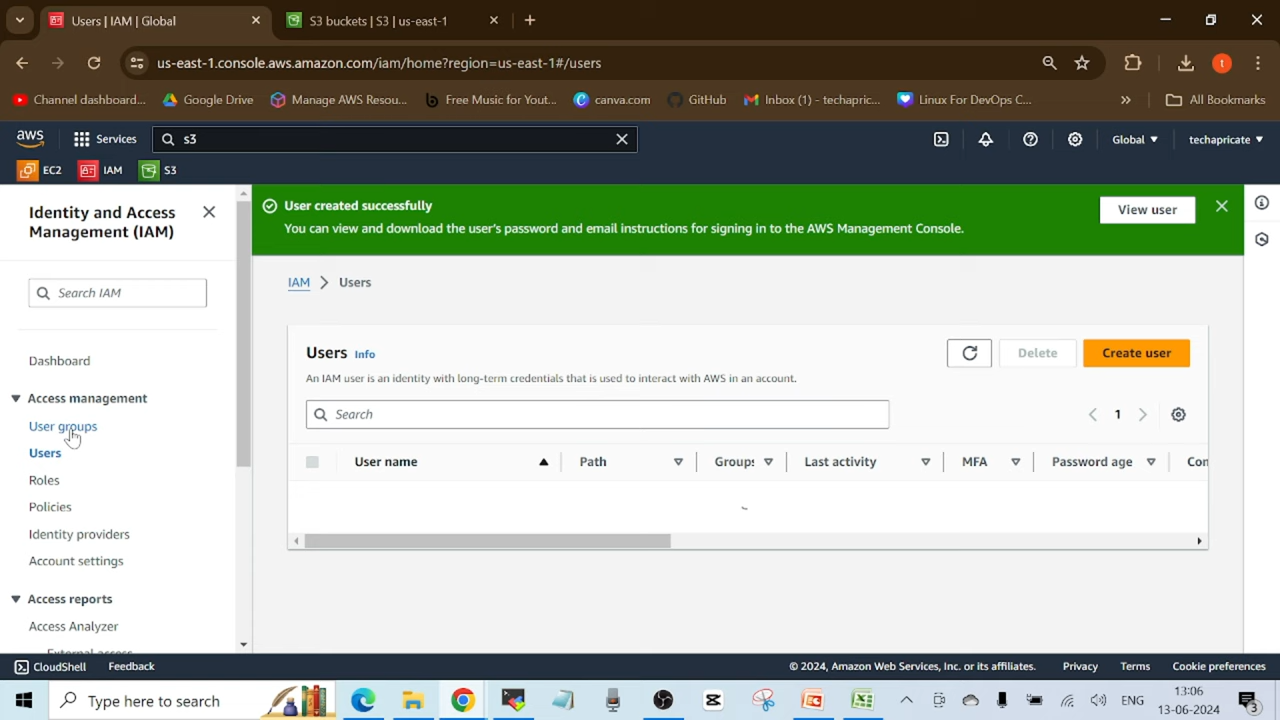 Users | IAM | Global
S3 buckets | S3 | us-east-1
us-east-1.console.aws.amazon.com/iam/home?region=us-east-1#/users
t
Channel dashboard...
Google Drive
Manage AWS Resou...
Free Music for Yout...
canva.com
GitHub
Inbox (1) - techapric...
Linux For DevOps C...
All Bookmarks
aws
Services
s3
Global
techapricate
EC2
IAM
S3
Identity and Access
Management (IAM)
Search IAM
Dashboard
Access management
User groups
Users
Roles
Policies
Identity providers
Account settings
Access reports
Access Analyzer
External access
User created successfully
You can view and download the user's password and email instructions for signing in to the AWS Management Console.
View user
IAM > Users
Users Info
Delete
Create user
An IAM user is an identity with long-term credentials that is used to interact with AWS in an account.
Search
1
User name
Path
Groups
Last activity
MFA
Password age
Con
CloudShell
Feedback
© 2024, Amazon Web Services, Inc. or its affiliates.
Privacy
Terms
Cookie preferences
Type here to search
ENG
13:06
13-06-2024
3